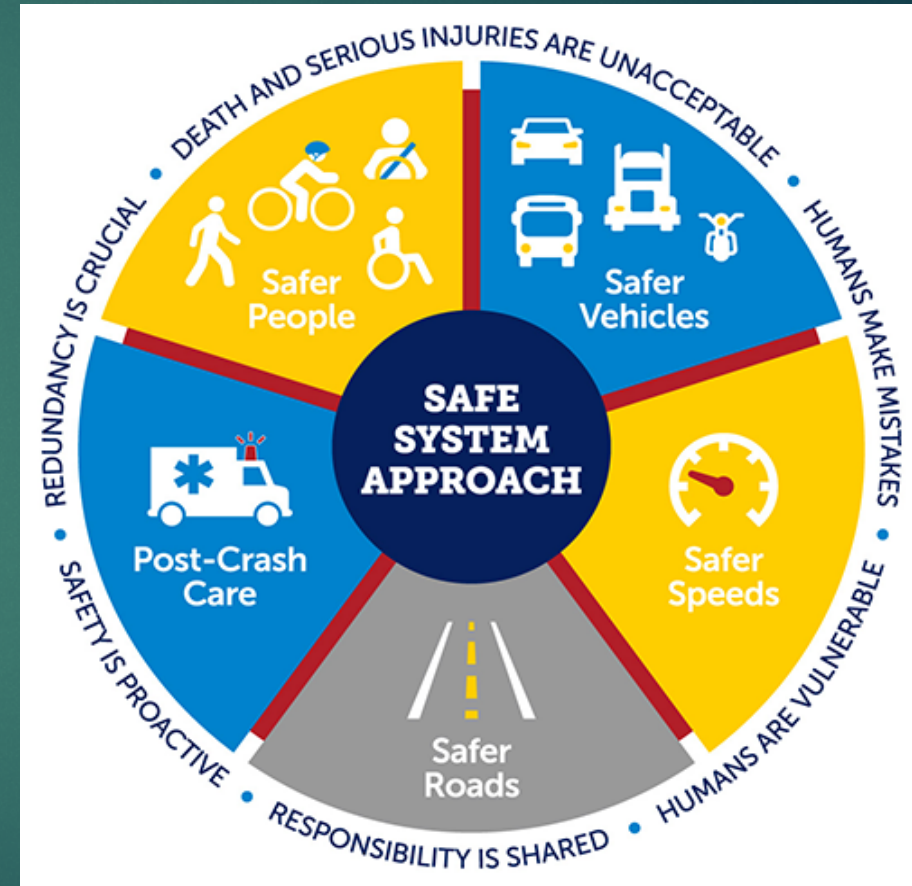 DEATH AND SERIOUS INJURIES ARE UNACCEPTABLE
HUMANS MAKE MISTAKES
HUMANS ARE VULNERABLE
RESPONSIBILITY IS SHARED
SAFETY IS PROACTIVE
REDUNDANCY IS CRUCIAL
Safer
People
Safer
Vehicles
SAFE
SYSTEM
APPROACH
Post-Crash
Care
Safer
Speeds
Safer
Roads